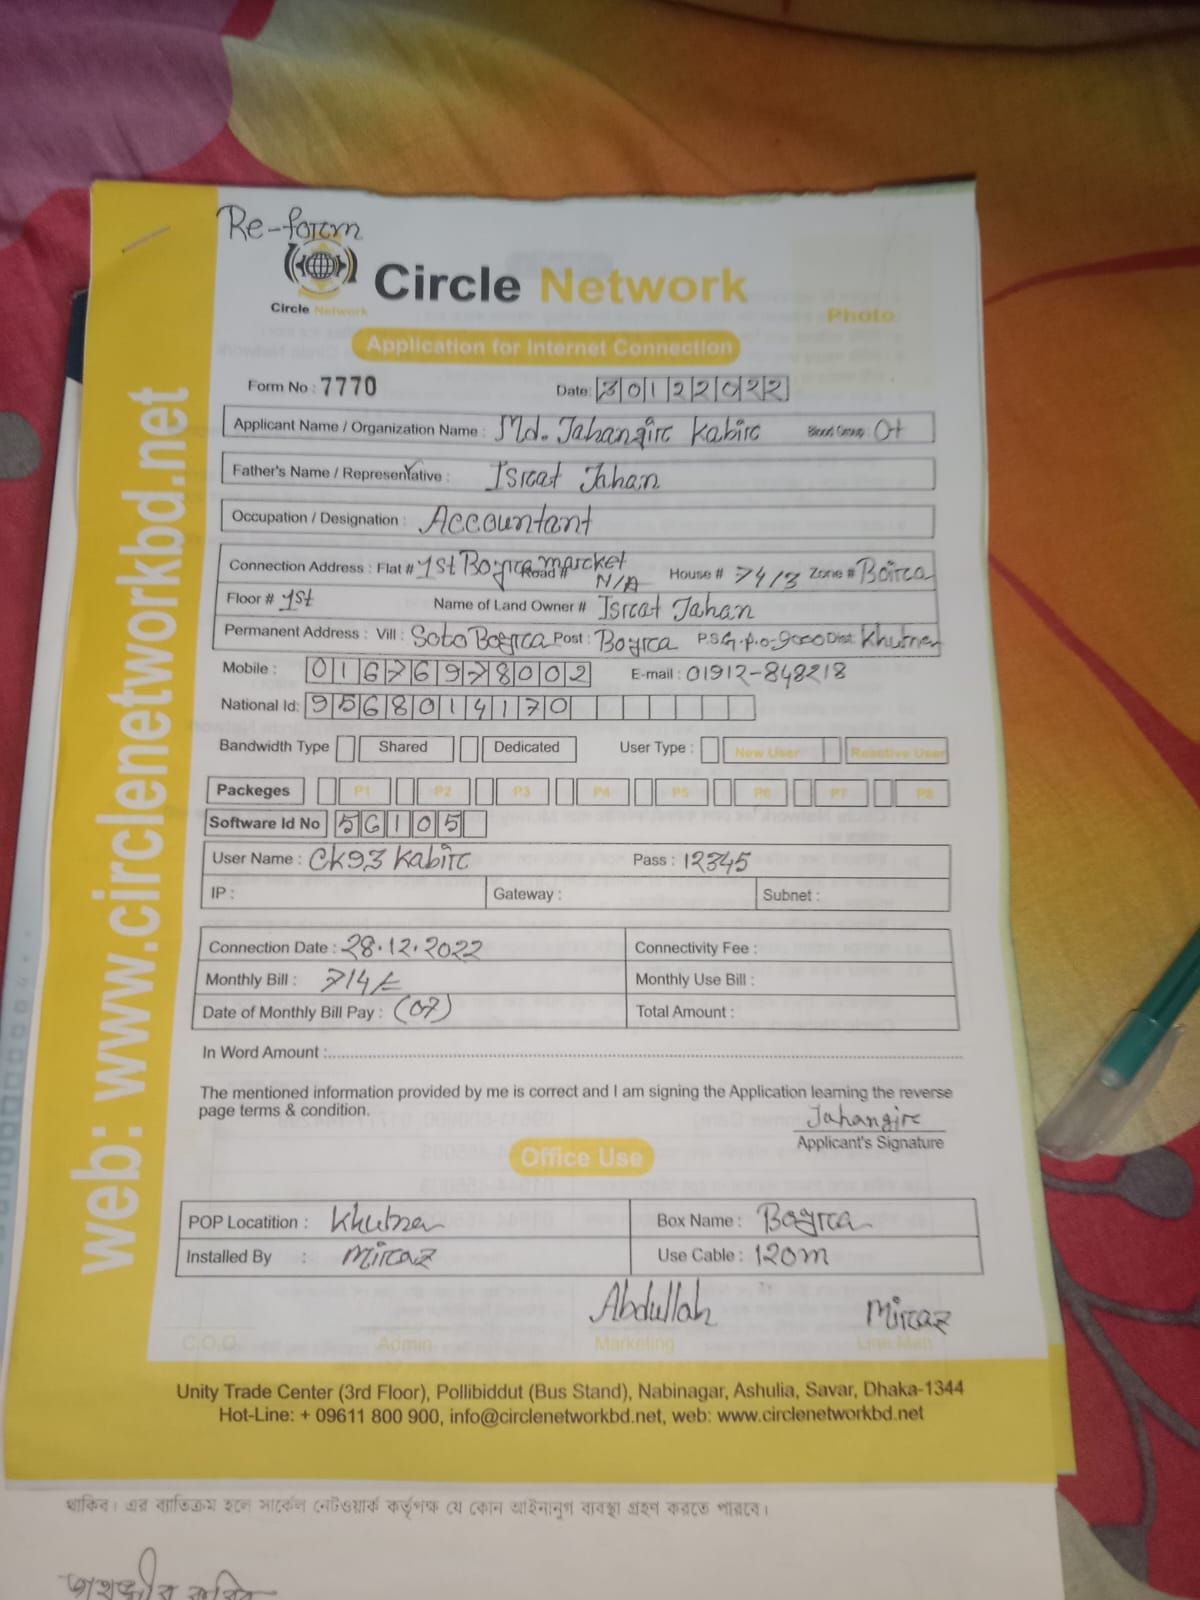 Re-form
Circle Network
Circle Network
Photo
Application for Internet Connection
Form No : 7770 Date: 30122022
Applicant Name / Organization Name : Md. Jahangir Kabir Blood Group : O+
Father's Name / Representative : Israt Jahan
Occupation / Designation : Accountant
Connection Address : Flat # 1st Boyra market Road # N/A House # 74/3 Zone # Boira
Floor # 1st Name of Land Owner # Israt Jahan
Permanent Address : Vill : Soto Boyra Post : Boyra P.S G.p.o-9000 Dist: Khulna
Mobile : 01676978002 E-mail : 01912-848218
National Id: 9568014170
Bandwidth Type Shared Dedicated User Type : New User Reactive User
Packeges P1 P2 P3 P4 P5 P6 P7 P8
Software Id No 56105
User Name : Ck93 Kabir Pass : 12345
IP : Gateway : Subnet :
Connection Date : 28.12.2022 Connectivity Fee :
Monthly Bill : 714/= Monthly Use Bill :
Date of Monthly Bill Pay : (07) Total Amount :
In Word Amount :
The mentioned information provided by me is correct and I am signing the Application learning the reverse
page terms & condition.
Jahangir
Applicant's Signature
Office Use
POP Locatition : Khulna Box Name : Boyra
Installed By : Miraz Use Cable : 120m
Abdullah Miraz
C.O.O Admin Marketing Line Man
Unity Trade Center (3rd Floor), Pollibiddut (Bus Stand), Nabinagar, Ashulia, Savar, Dhaka-1344
Hot-Line: + 09611 800 900, info@circlenetworkbd.net, web: www.circlenetworkbd.net
web: www.circlenetworkbd.net
থাকিব। এর ব্যতিক্রম হলে সার্কেল নেটওয়ার্ক কর্তৃপক্ষ যে কোন আইনানুগ ব্যবস্থা গ্রহণ করতে পারবে।